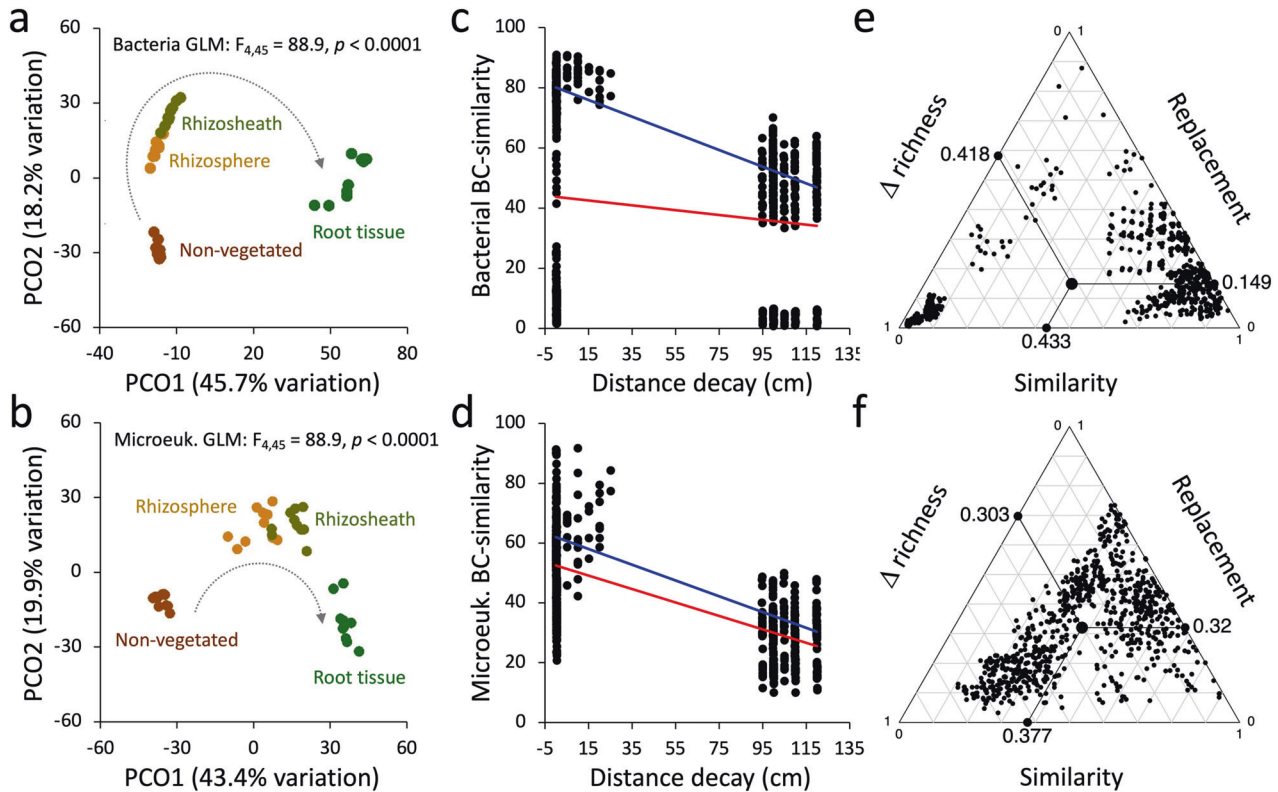 a
Bacteria GLM: F4,45 = 88.9, p < 0.0001
60
30
0
-30
-60
-40
-10
20
50
80
PCO2 (18.2% variation)
PCO1 (45.7% variation)
Rhizosheath
Rhizosphere
Root tissue
Non-vegetated
c
100
80
60
40
20
0
-5
15
35
55
75
95
115
135
Bacterial BC-similarity
Distance decay (cm)
e
0
1
Δ richness
Replacement
0.418
0.149
0.433
1
0
1
Similarity
b
Microeuk. GLM: F4,45 = 88.9, p < 0.0001
60
30
0
-30
-60
-60
-30
0
30
60
PCO2 (19.9% variation)
PCO1 (43.4% variation)
Rhizosphere
Rhizosheath
Non-vegetated
Root tissue
d
100
80
60
40
20
0
-5
15
35
55
75
95
115
135
Microeuk. BC-similarity
Distance decay (cm)
f
0
1
Δ richness
Replacement
0.303
0.32
0.377
1
0
1
Similarity